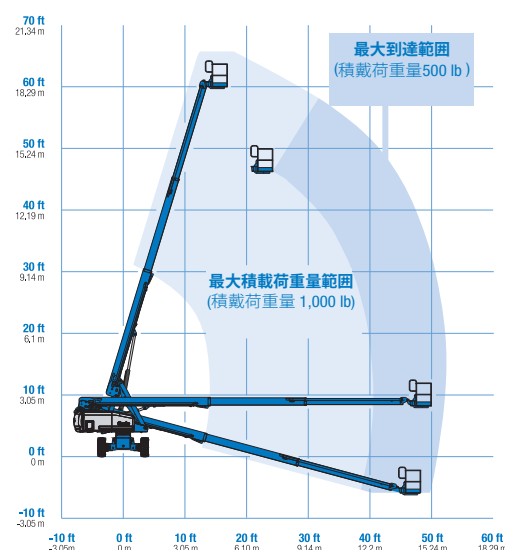 70 ft
21,34 m
最大到達範圍
(積戴荷重量500 lb )
60 ft
18,29 m
50 ft
15,24 m
40 ft
12,19 m
30 ft
9,14 m
最大積載荷重量範圍
(積戴荷重量 1,000 lb)
20 ft
6,1 m
10 ft
3.05 m
0 ft
0 m
-10 ft
-3.05 m
-10 ft
0 ft
10 ft
20 ft
30 ft
40 ft
50 ft
60 ft
-3.05m
0 m
3.05 m
6,10 m
9,14 m
12.2 m
15,24 m
18,29 m